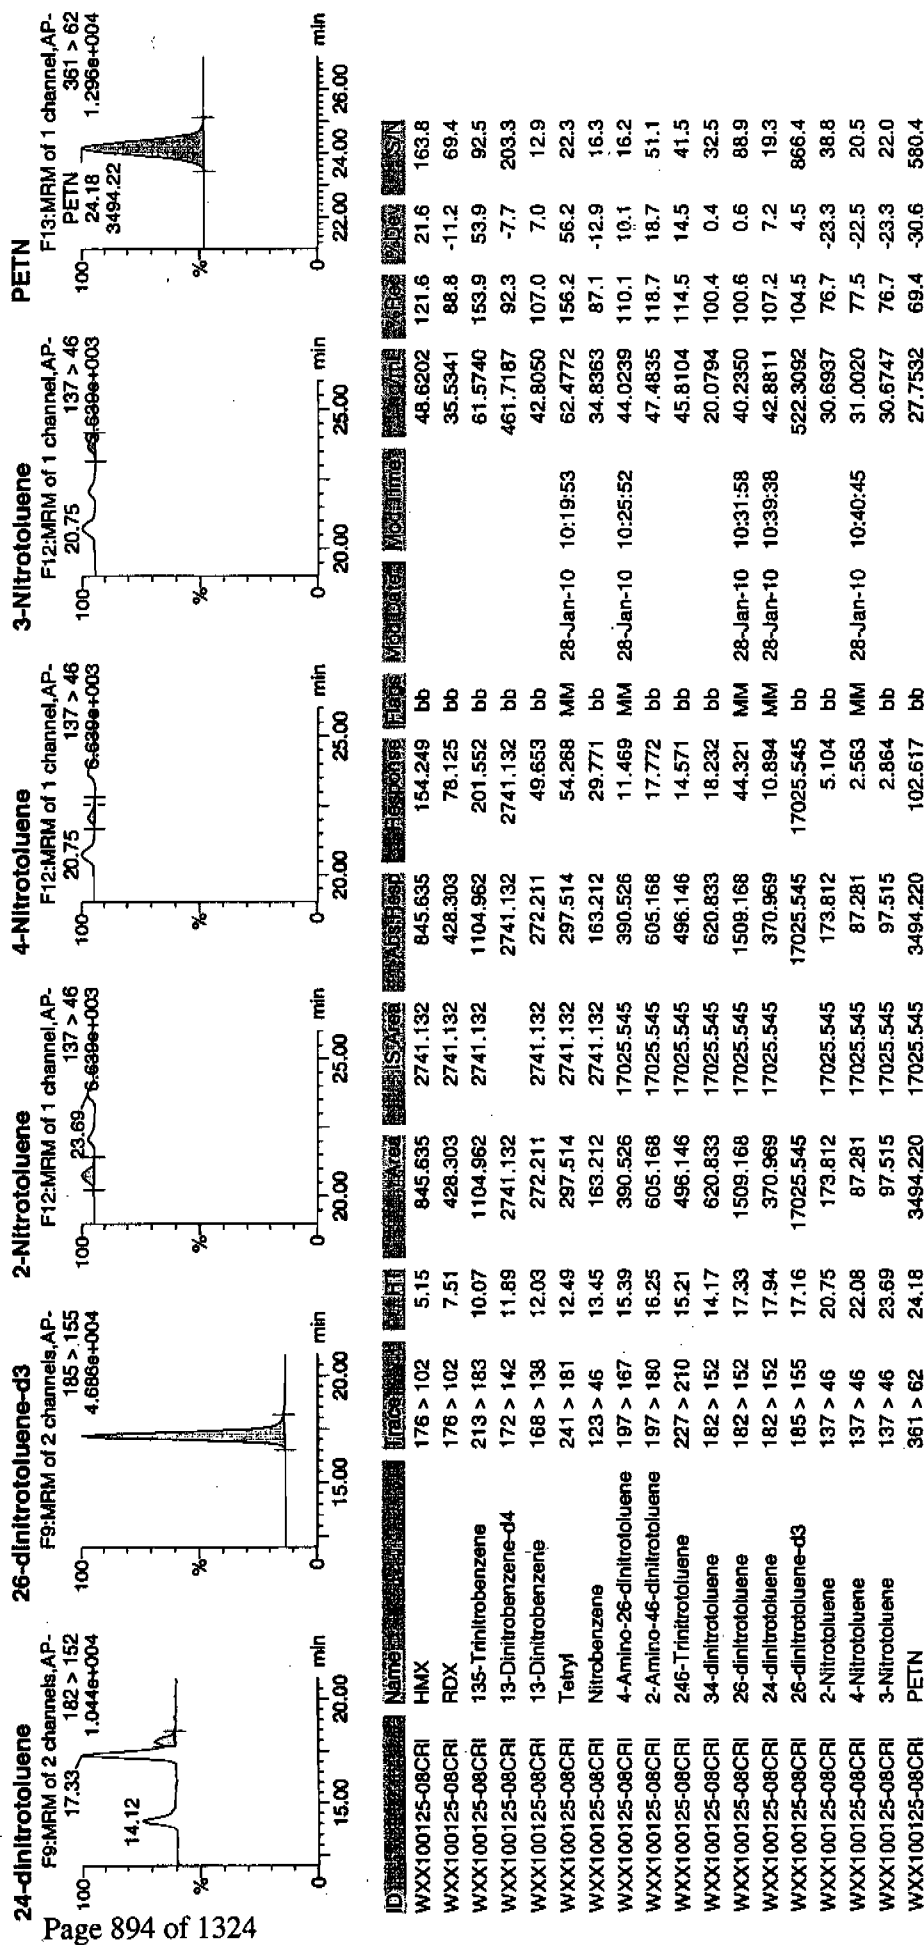 24-dinitrotoluene
F9:MRM of 2 channels,AP-
17.33 182 > 152
1.044e+004
100
14.12
%
0
15.00 20.00 min
26-dinitrotoluene-d3
F9:MRM of 2 channels,AP-
185 > 155
4.686e+004
100
%
0
15.00 20.00 min
2-Nitrotoluene
F12:MRM of 1 channel,AP-
137 > 46
23.69 6.639e+003
100
%
0
20.00 25.00 min
4-Nitrotoluene
F12:MRM of 1 channel,AP-
20.75 137 > 46
6.639e+003
100
%
0
20.00 25.00 min
3-Nitrotoluene
F12:MRM of 1 channel,AP-
20.75 137 > 46
6.639e+003
100
%
0
20.00 25.00 min
PETN
F13:MRM of 1 channel,AP-
PETN 361 > 62
24.18 1.296e+004
3494.22
100
%
0
22.00 24.00 26.00 min
ID Name Trace RT Area IS Area Abs.Resp Response Flags Mod.Date Mod.Time %Rec %Dev S/N
WXX100125-08CRI HMX 176 > 102 5.15 845.635 2741.132 845.635 154.249 bb 48.6202 121.6 21.6 163.8
WXX100125-08CRI RDX 176 > 102 7.51 428.303 2741.132 428.303 78.125 bb 35.5341 88.8 -11.2 69.4
WXX100125-08CRI 135-Trinitrobenzene 213 > 183 10.07 1104.962 2741.132 1104.962 201.552 bb 61.5740 153.9 53.9 92.5
WXX100125-08CRI 13-Dinitrobenzene-d4 172 > 142 11.89 2741.132 2741.132 2741.132 bb 461.7187 92.3 -7.7 203.3
WXX100125-08CRI 13-Dinitrobenzene 168 > 138 12.03 272.211 2741.132 272.211 49.653 bb 42.8050 107.0 7.0 12.9
WXX100125-08CRI Tetryl 241 > 181 12.49 297.514 2741.132 297.514 54.268 MM 28-Jan-10 10:19:53 62.4772 156.2 56.2 22.3
WXX100125-08CRI Nitrobenzene 123 > 46 13.45 163.212 2741.132 163.212 29.771 bb 34.8363 87.1 -12.9 16.3
WXX100125-08CRI 4-Amino-26-dinitrotoluene 197 > 167 15.39 390.526 17025.545 390.526 11.469 MM 28-Jan-10 10:25:52 44.0239 110.1 10.1 16.2
WXX100125-08CRI 2-Amino-46-dinitrotoluene 197 > 180 16.25 605.168 17025.545 605.168 17.772 bb 47.4835 118.7 18.7 51.1
WXX100125-08CRI 246-Trinitrotoluene 227 > 210 15.21 496.146 17025.545 496.146 14.571 bb 45.8104 114.5 14.5 41.5
WXX100125-08CRI 34-dinitrotoluene 182 > 152 14.17 620.833 17025.545 620.833 18.232 bb 20.0794 100.4 0.4 32.5
WXX100125-08CRI 26-dinitrotoluene 182 > 152 17.33 1509.168 17025.545 1509.168 44.321 MM 28-Jan-10 10:31:58 40.2350 100.6 0.6 88.9
WXX100125-08CRI 24-dinitrotoluene 182 > 152 17.94 370.969 17025.545 370.969 10.894 MM 28-Jan-10 10:39:38 42.8811 107.2 7.2 19.3
WXX100125-08CRI 26-dinitrotoluene-d3 185 > 155 17.16 17025.545 17025.545 17025.545 bb 522.3092 104.5 4.5 866.4
WXX100125-08CRI 2-Nitrotoluene 137 > 46 20.75 173.812 17025.545 173.812 5.104 bb 30.6937 76.7 -23.3 38.8
WXX100125-08CRI 4-Nitrotoluene 137 > 46 22.08 87.281 17025.545 87.281 2.563 MM 28-Jan-10 10:40:45 31.0020 77.5 -22.5 20.5
WXX100125-08CRI 3-Nitrotoluene 137 > 46 23.69 97.515 17025.545 97.515 2.864 bb 30.6747 76.7 -23.3 22.0
WXX100125-08CRI PETN 361 > 62 24.18 3494.220 17025.545 3494.220 102.617 bb 27.7532 69.4 -30.6 580.4
Page 894 of 1324